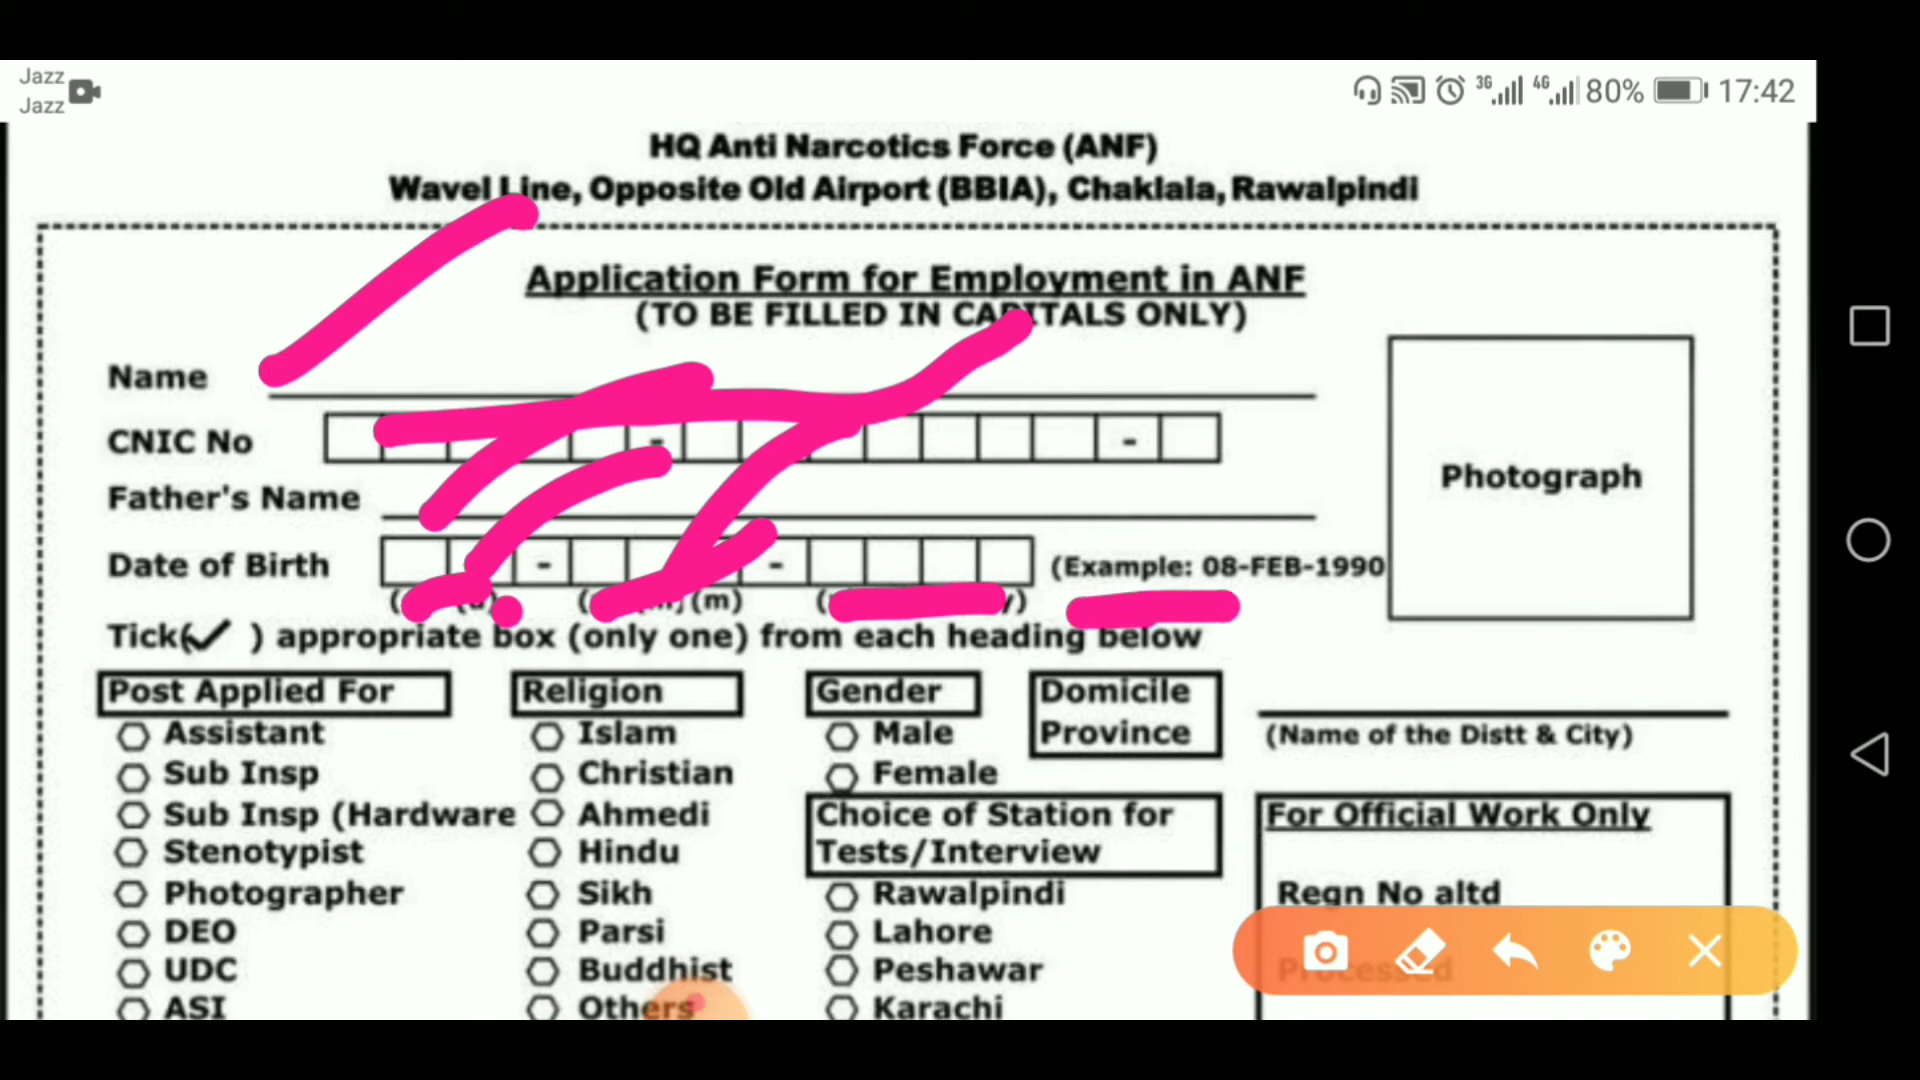 Jazz
Jazz
3G 4G 80% 17:42
HQ Anti Narcotics Force (ANF)
Wavel Line, Opposite Old Airport (BBIA), Chaklala, Rawalpindi
Application Form for Employment in ANF
(TO BE FILLED IN CAPITALS ONLY)
Name
CNIC No - -
Father's Name
Photograph
Date of Birth - - (Example: 08-FEB-1990
(m)
Tick(✓ ) appropriate box (only one) from each heading below
Post Applied For Religion Gender Domicile
Province
(Name of the Distt & City)
Assistant Islam Male
Sub Insp Christian Female
Sub Insp (Hardware Ahmedi Choice of Station for For Official Work Only
Stenotypist Hindu Tests/Interview
Photographer Sikh Rawalpindi Regn No altd
DEO Parsi Lahore
UDC Buddhist Peshawar Processed
ASI Others Karachi